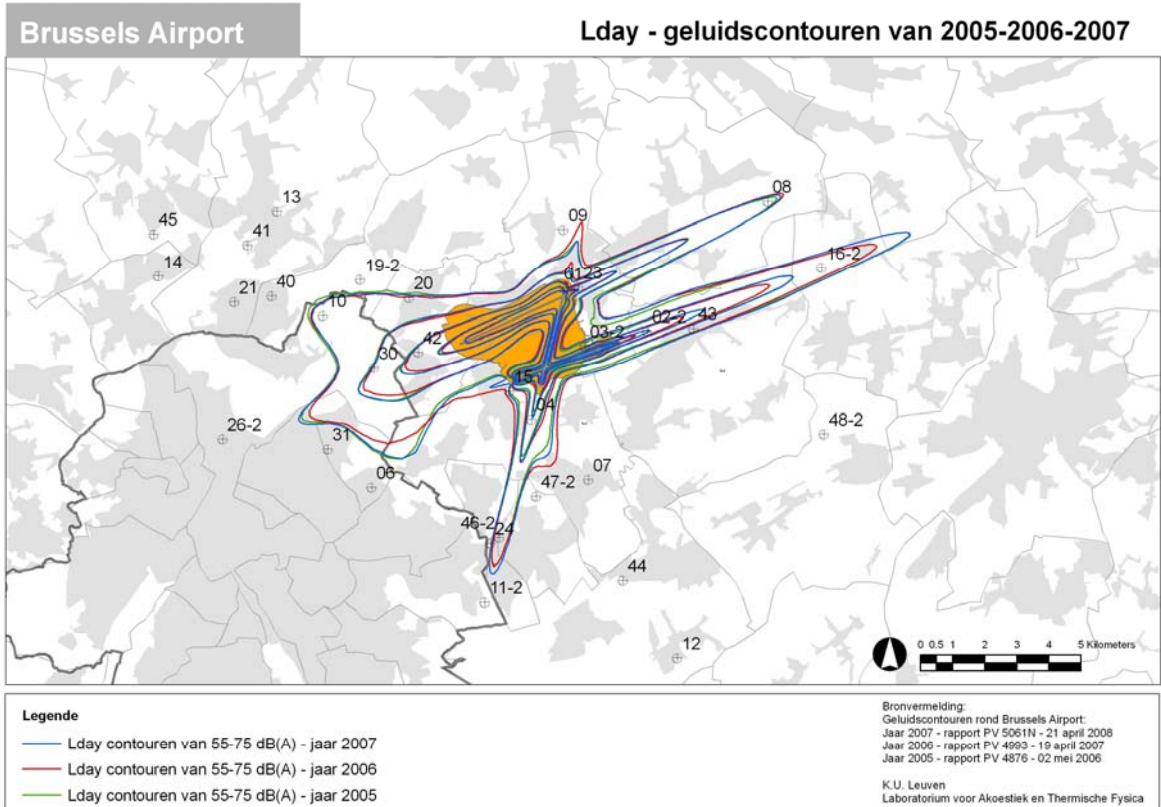 Brussels Airport
Lday - geluidscontouren van 2005-2006-2007
08
13
09
45
41
16-2
14
19-2
6123
40
20
21
10
02-2
43
03-2
42
30
15
04
48-2
26-2
31
07
06
47-2
46-2
24
44
11-2
12
0 0.5 1 2 3 4 5 Kilometers
Legende
Lday contouren van 55-75 dB(A) - jaar 2007
Lday contouren van 55-75 dB(A) - jaar 2006
Lday contouren van 55-75 dB(A) - jaar 2005
Bronvermelding:
Geluidscontouren rond Brussels Airport:
Jaar 2007 - rapport PV 5061N - 21 april 2008
Jaar 2006 - rapport PV 4993 - 19 april 2007
Jaar 2005 - rapport PV 4876 - 02 mei 2006
K.U. Leuven
Laboratorium voor Akoestiek en Thermische Fysica